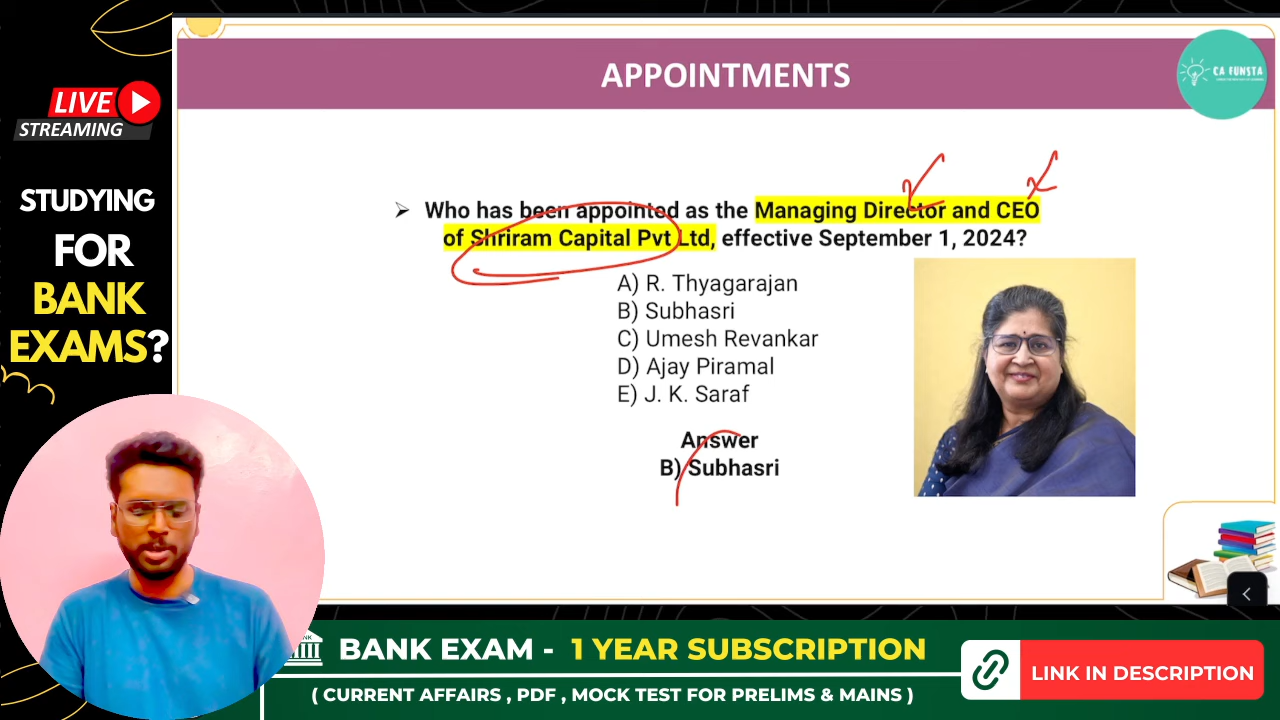 LIVE
STREAMING
STUDYING
FOR
BANK
EXAMS?
APPOINTMENTS
CA FUNSTA
➢ Who has been appointed as the Managing Director and CEO
of Shriram Capital Pvt Ltd, effective September 1, 2024?
A) R. Thyagarajan
B) Subhasri
C) Umesh Revankar
D) Ajay Piramal
E) J. K. Saraf
Answer
B) Subhasri
BANK EXAM - 1 YEAR SUBSCRIPTION
( CURRENT AFFAIRS , PDF , MOCK TEST FOR PRELIMS & MAINS )
LINK IN DESCRIPTION